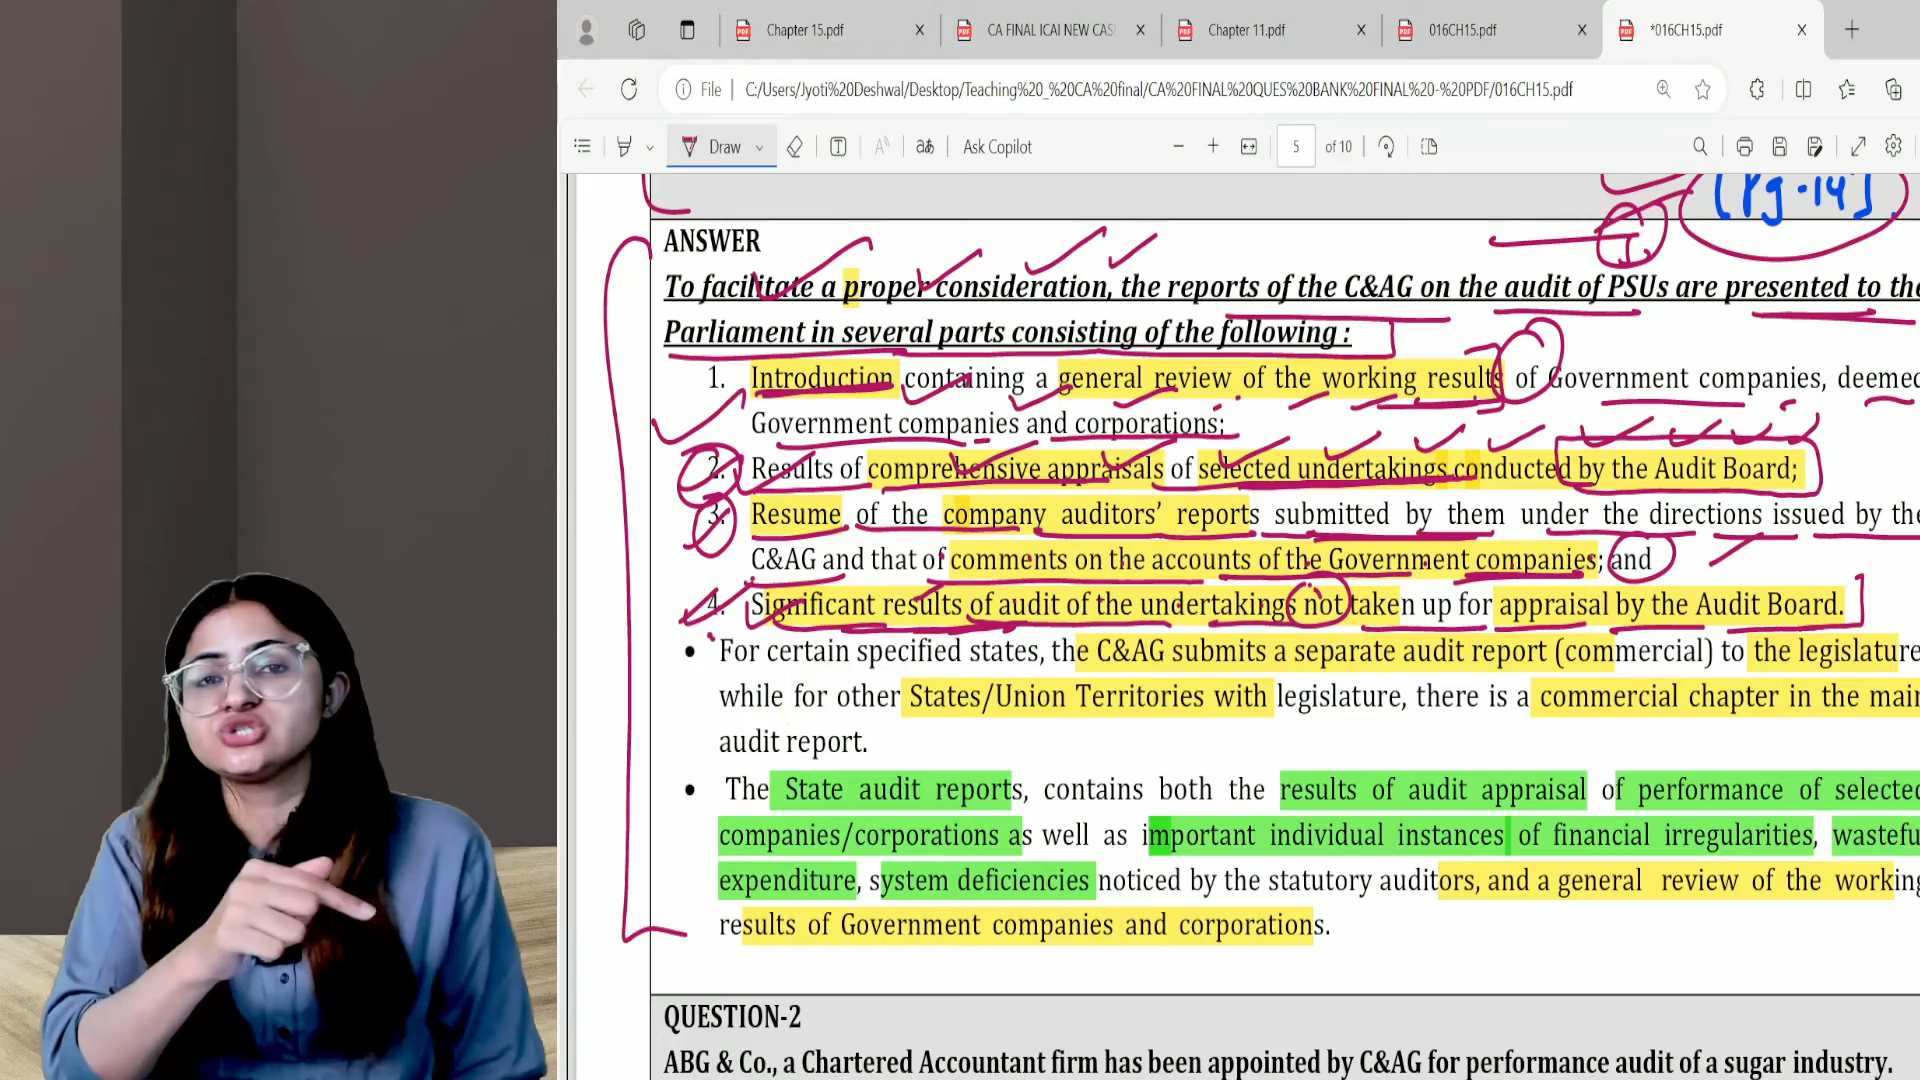 Chapter 15.pdf
CA FINAL ICAI NEW CAS
Chapter 11.pdf
016CH15.pdf
*016CH15.pdf
File
C:/Users/Jyoti%20Deshwal/Desktop/Teaching%20_%20CA%20final/CA%20FINAL%20QUES%20BANK%20FINAL%20-%20PDF/016CH15.pdf
Draw
aあ
Ask Copilot
5 of 10
[Pg-14]
ANSWER
To facilitate a proper consideration, the reports of the C&AG on the audit of PSUs are presented to the
Parliament in several parts consisting of the following :
1. Introduction containing a general review of the working results of Government companies, deemed
Government companies and corporations;
2. Results of comprehensive appraisals of selected undertakings conducted by the Audit Board;
3. Resume of the company auditors' reports submitted by them under the directions issued by the
C&AG and that of comments on the accounts of the Government companies; and
4. Significant results of audit of the undertakings not taken up for appraisal by the Audit Board.
• For certain specified states, the C&AG submits a separate audit report (commercial) to the legislature
while for other States/Union Territories with legislature, there is a commercial chapter in the main
audit report.
• The State audit reports, contains both the results of audit appraisal of performance of selected
companies/corporations as well as important individual instances of financial irregularities, wasteful
expenditure, system deficiencies noticed by the statutory auditors, and a general review of the working
results of Government companies and corporations.
QUESTION-2
ABG & Co., a Chartered Accountant firm has been appointed by C&AG for performance audit of a sugar industry.